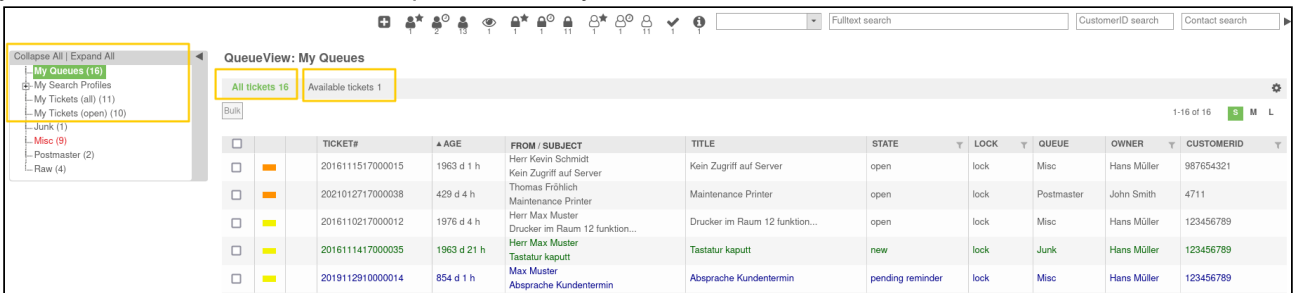 1 2 13 1 1 1 11 1 1 11 1 1
Fulltext search CustomerID search Contact search
Collapse All | Expand All
My Queues (16)
My Search Profiles
My Tickets (all) (11)
My Tickets (open) (10)
Junk (1)
Misc (9)
Postmaster (2)
Raw (4)
QueueView: My Queues
All tickets 16 Available tickets 1
Bulk
1-16 of 16 S M L
TICKET# AGE FROM / SUBJECT TITLE STATE LOCK QUEUE OWNER CUSTOMERID
2016111517000015 1963 d 1 h Herr Kevin Schmidt Kein Zugriff auf Server open lock Misc Hans Müller 987654321
Kein Zugriff auf Server
2021012717000038 429 d 4 h Thomas Fröhlich Maintenance Printer open lock Postmaster John Smith 4711
Maintenance Printer
2016110217000012 1976 d 4 h Herr Max Muster Drucker im Raum 12 funktion... open lock Misc Hans Müller 123456789
Drucker im Raum 12 funktion...
2016111417000035 1963 d 21 h Herr Max Muster Tastatur kaputt new lock Junk Hans Müller 123456789
Tastatur kaputt
2019112910000014 854 d 1 h Max Muster Absprache Kundentermin pending reminder lock Misc Hans Müller 123456789
Absprache Kundentermin